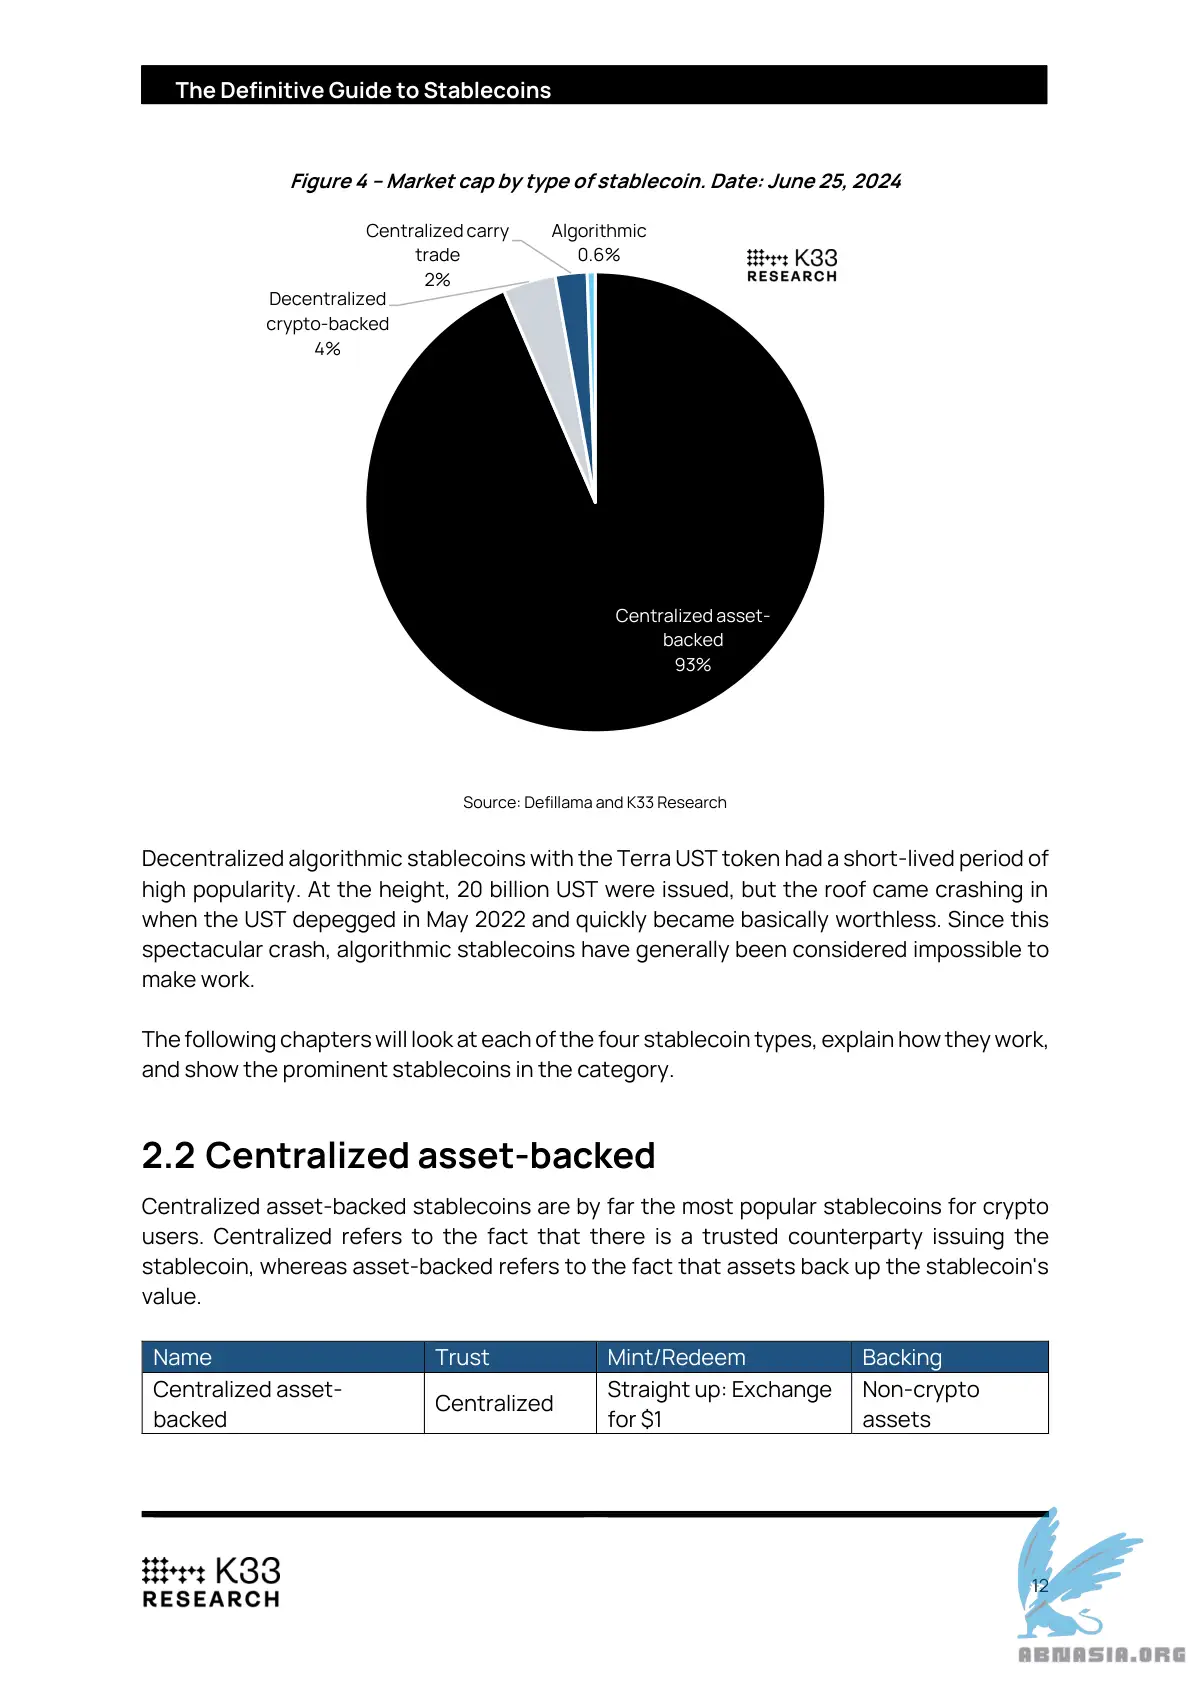 The Definitive Guide to Stablecoins
Figure 4 – Market cap by type of stablecoin. Date: June 25, 2024
Centralized carry
trade
2%
Algorithmic
0.6%
K33
RESEARCH
Decentralized
crypto-backed
4%
Centralized asset-
backed
93%
Source: Defillama and K33 Research
Decentralized algorithmic stablecoins with the Terra UST token had a short-lived period of
high popularity. At the height, 20 billion UST were issued, but the roof came crashing in
when the UST depegged in May 2022 and quickly became basically worthless. Since this
spectacular crash, algorithmic stablecoins have generally been considered impossible to
make work.
The following chapters will look at each of the four stablecoin types, explain how they work,
and show the prominent stablecoins in the category.
2.2 Centralized asset-backed
Centralized asset-backed stablecoins are by far the most popular stablecoins for crypto
users. Centralized refers to the fact that there is a trusted counterparty issuing the
stablecoin, whereas asset-backed refers to the fact that assets back up the stablecoin's
value.
Name Trust Mint/Redeem Backing
Centralized asset-
backed
Centralized
Straight up: Exchange
for $1
Non-crypto
assets
K33
RESEARCH
12
ABNASIA.ORG